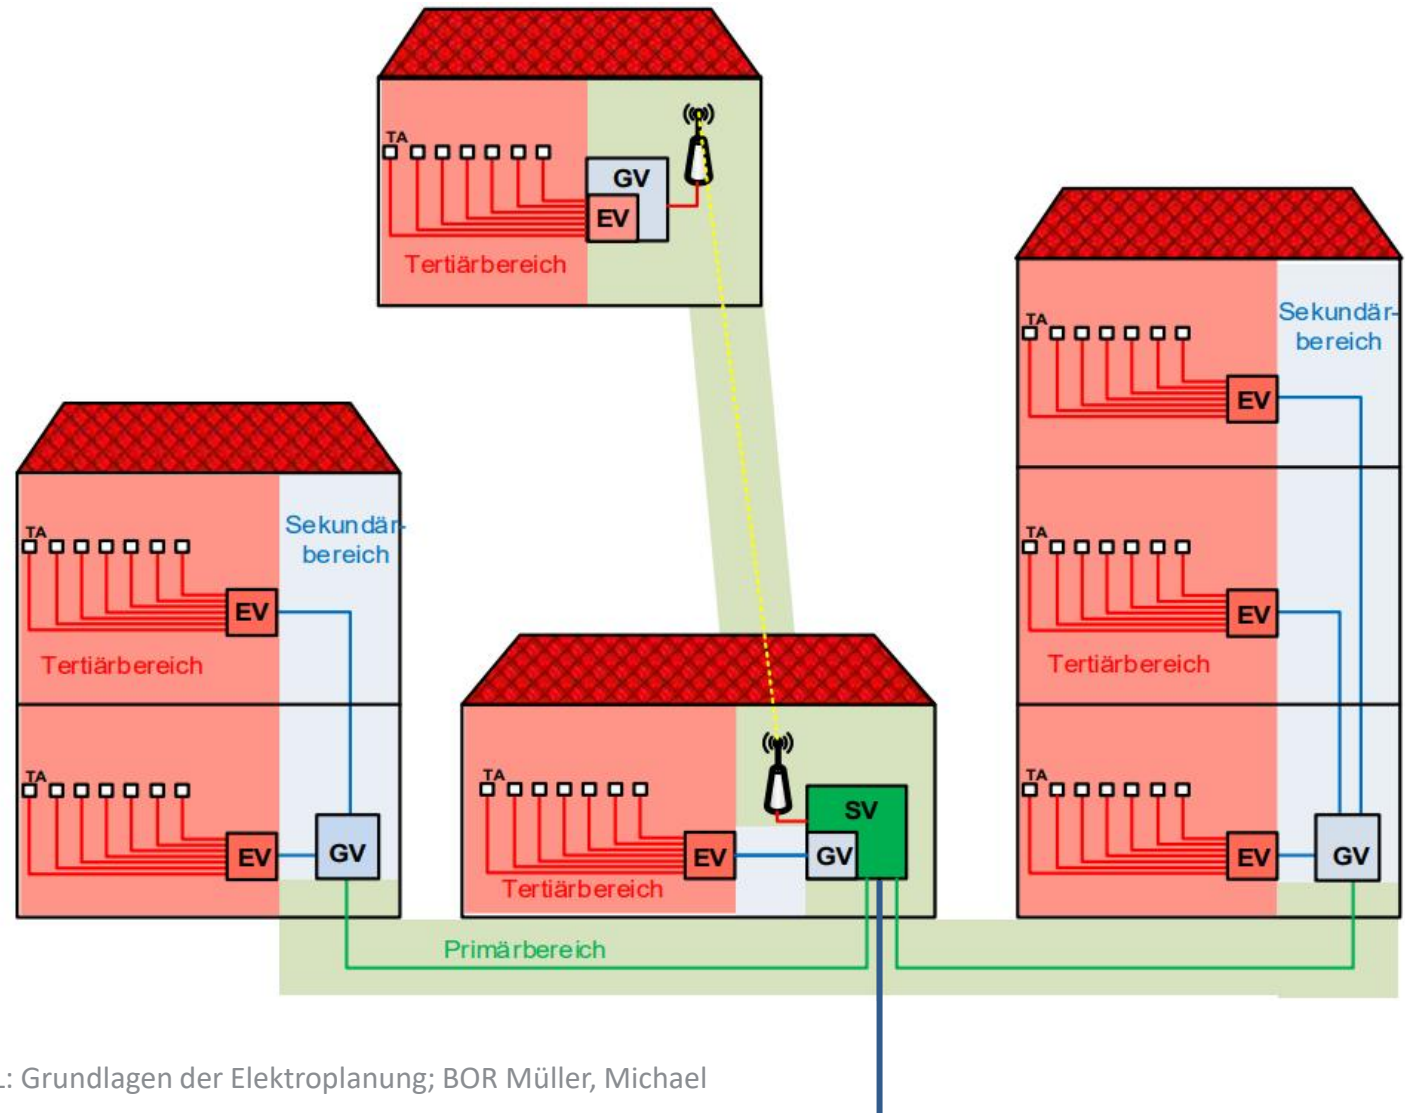 TA
GV
EV
Tertiärbereich
TA
Sekundär-
bereich
EV
TA
Sekundär-
bereich
EV
Tertiärbereich
TA
EV
Tertiärbereich
TA
EV
GV
TA
SV
EV
GV
Tertiärbereich
TA
EV
GV
Primärbereich
: Grundlagen der Elektroplanung; BOR Müller, Michael